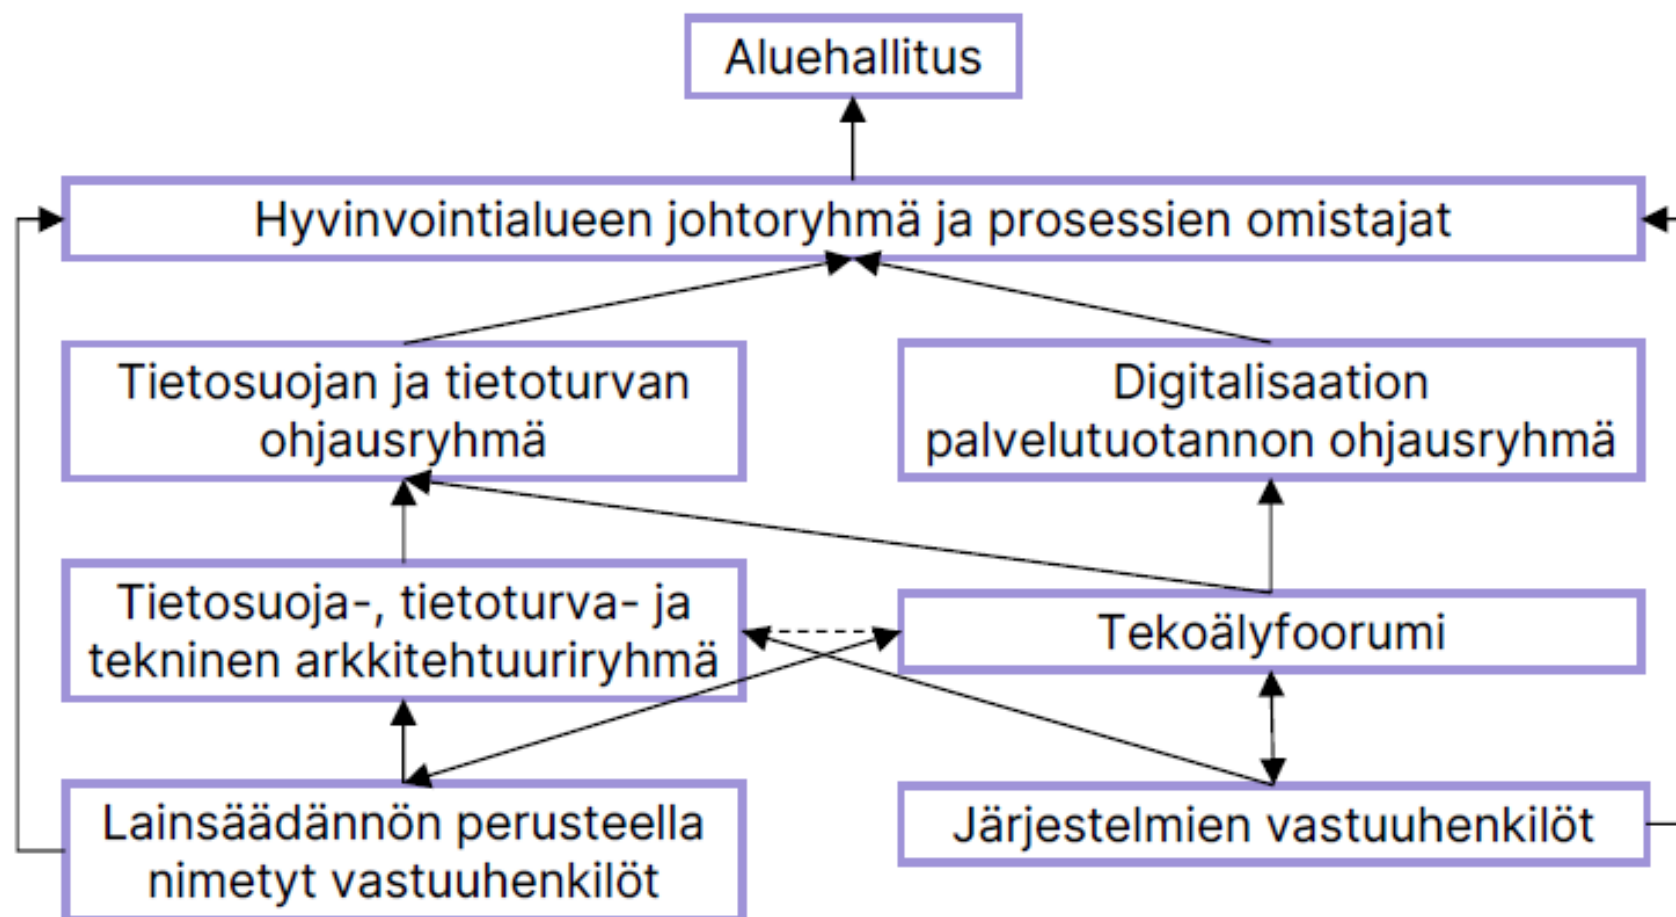 Aluehallitus
Hyvinvointialueen johtoryhmä ja prosessien omistajat
Tietosuojan ja tietoturvan
ohjausryhmä
Digitalisaation
palvelutuotannon ohjausryhmä
Tietosuoja-, tietoturva- ja
tekninen arkkitehtuuriryhmä
Tekoälyfoorumi
Lainsäädännön perusteella
nimetyt vastuuhenkilöt
Järjestelmien vastuuhenkilöt